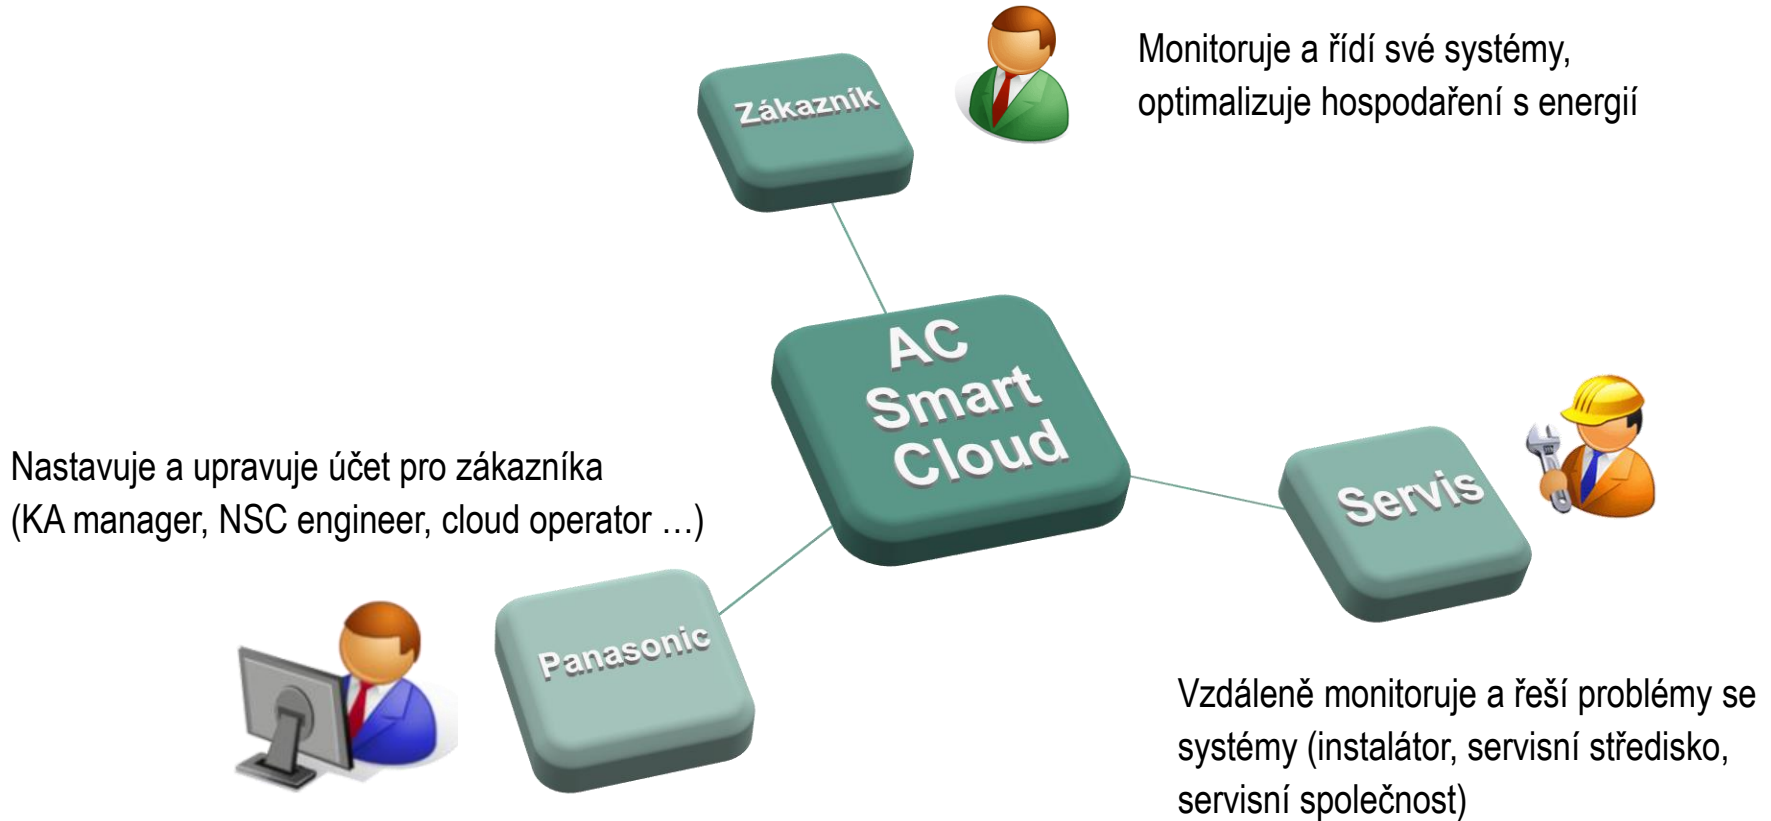 Zákazník
Monitoruje a řídí své systémy,
optimalizuje hospodaření s energií
AC
Smart
Cloud
Nastavuje a upravuje účet pro zákazníka
(KA manager, NSC engineer, cloud operator …)
Servis
Panasonic
Vzdáleně monitoruje a řeší problémy se
systémy (instalátor, servisní středisko,
servisní společnost)